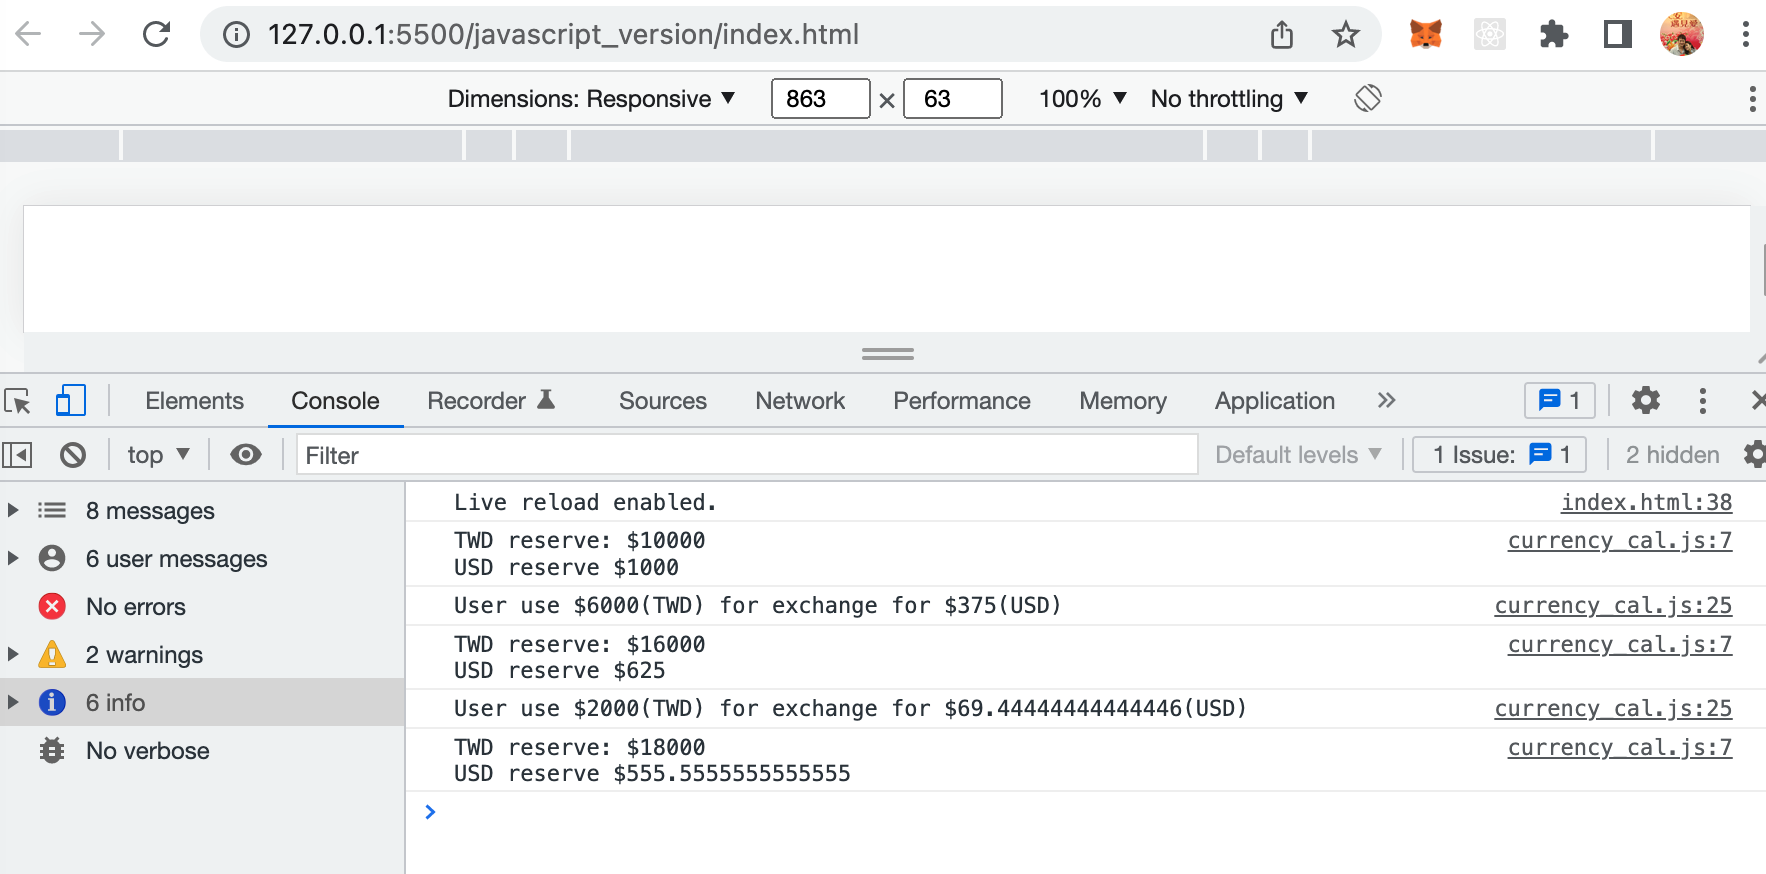 127.0.0.1:5500/javascript_version/index.html
Dimensions: Responsive ▼ 863 × 63 100% ▼ No throttling ▼
Elements Console Recorder Sources Network Performance Memory Application » 1
top ▼ Filter Default levels ▼ 1 Issue: 1 2 hidden
8 messages
6 user messages
No errors
2 warnings
6 info
No verbose
Live reload enabled. index.html:38
TWD reserve: $10000 currency_cal.js:7
USD reserve $1000
User use $6000(TWD) for exchange for $375(USD) currency_cal.js:25
TWD reserve: $16000 currency_cal.js:7
USD reserve $625
User use $2000(TWD) for exchange for $69.44444444444446(USD) currency_cal.js:25
TWD reserve: $18000 currency_cal.js:7
USD reserve $555.5555555555555